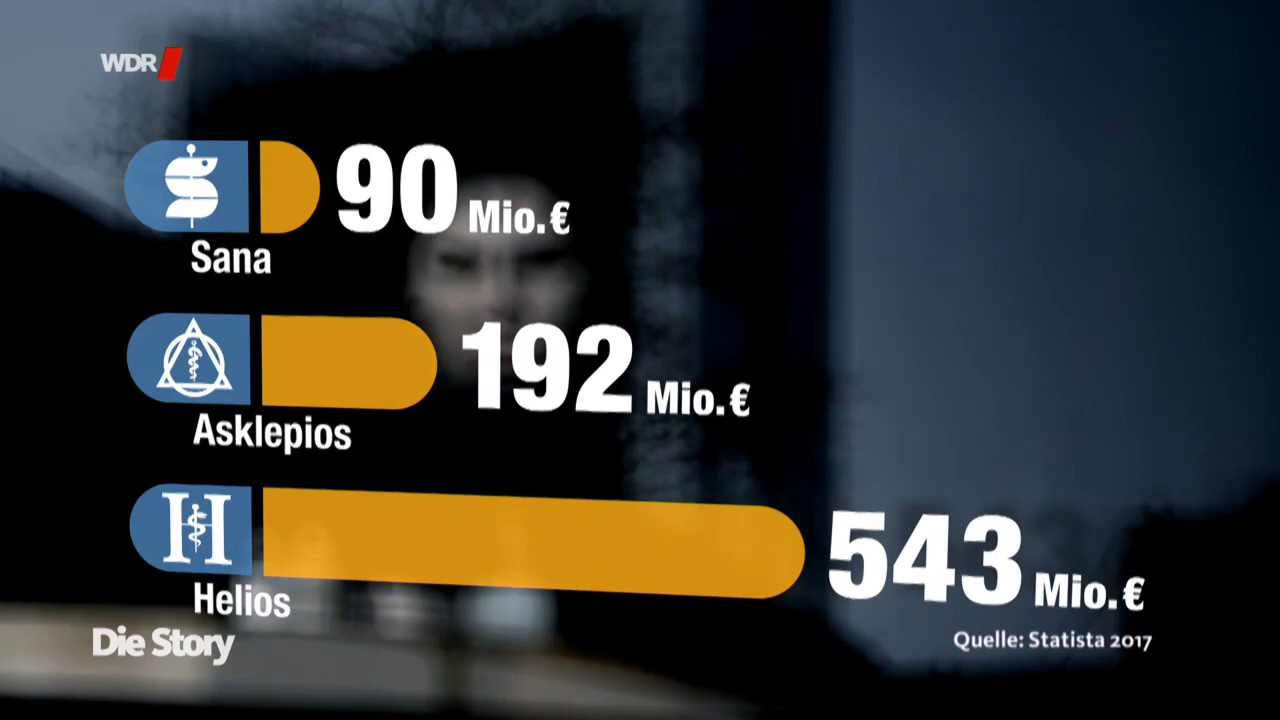 WDR
90 Mio.€
Sana
192 Mio.€
Asklepios
H
543 Mio.€
Helios
Die Story
Quelle: Statista 2017